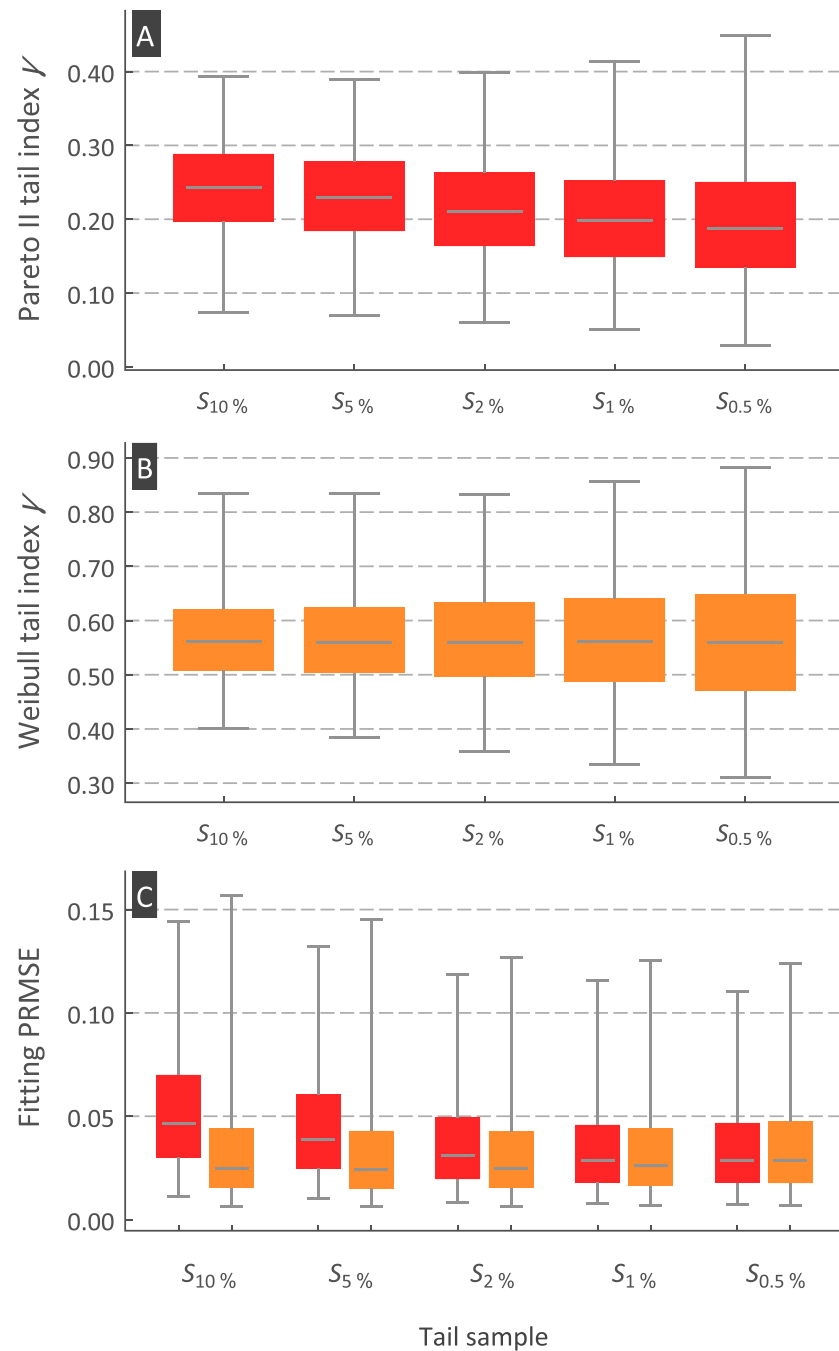 A
Pareto II tail index γ
0.40
0.30
0.20
0.10
0.00
S10 % S5 % S2 % S1 % S0.5 %
B
Weibull tail index γ
0.90
0.80
0.70
0.60
0.50
0.40
0.30
S10 % S5 % S2 % S1 % S0.5 %
C
Fitting PRMSE
0.15
0.10
0.05
0.00
S10 % S5 % S2 % S1 % S0.5 %
Tail sample